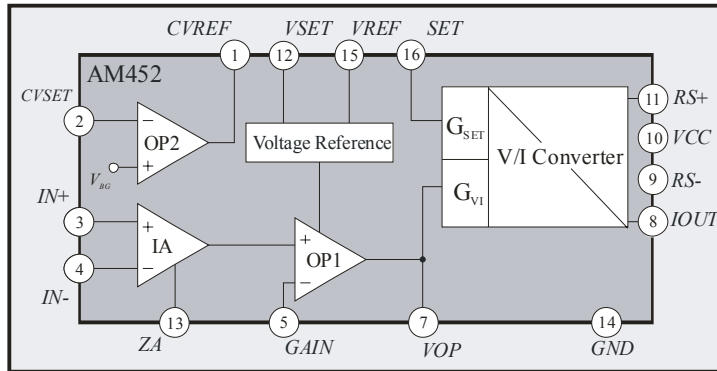 CVREF VSET VREF SET
1 12 15 16
AM452
CVSET
2
−
OP2
+
V_BG
Voltage Reference
G_SET
G_VI
V/I Converter
11 RS+
10 VCC
9 RS-
8 IOUT
IN+
3
+
IA
−
4
IN-
+
OP1
−
13 5 7 14
ZA GAIN VOP GND